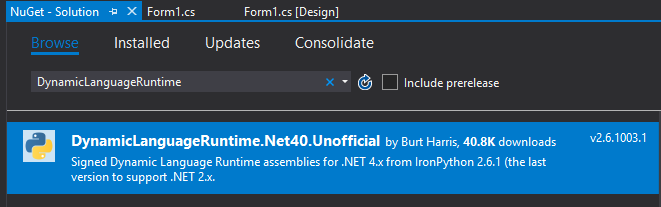 NuGet - Solution Form1.cs Form1.cs [Design]
Browse Installed Updates Consolidate
DynamicLanguageRuntime Include prerelease
DynamicLanguageRuntime.Net40.Unofficial by Burt Harris, 40.8K downloads v2.6.1003.1
Signed Dynamic Language Runtime assemblies for .NET 4.x from IronPython 2.6.1 (the last
version to support .NET 2.x.